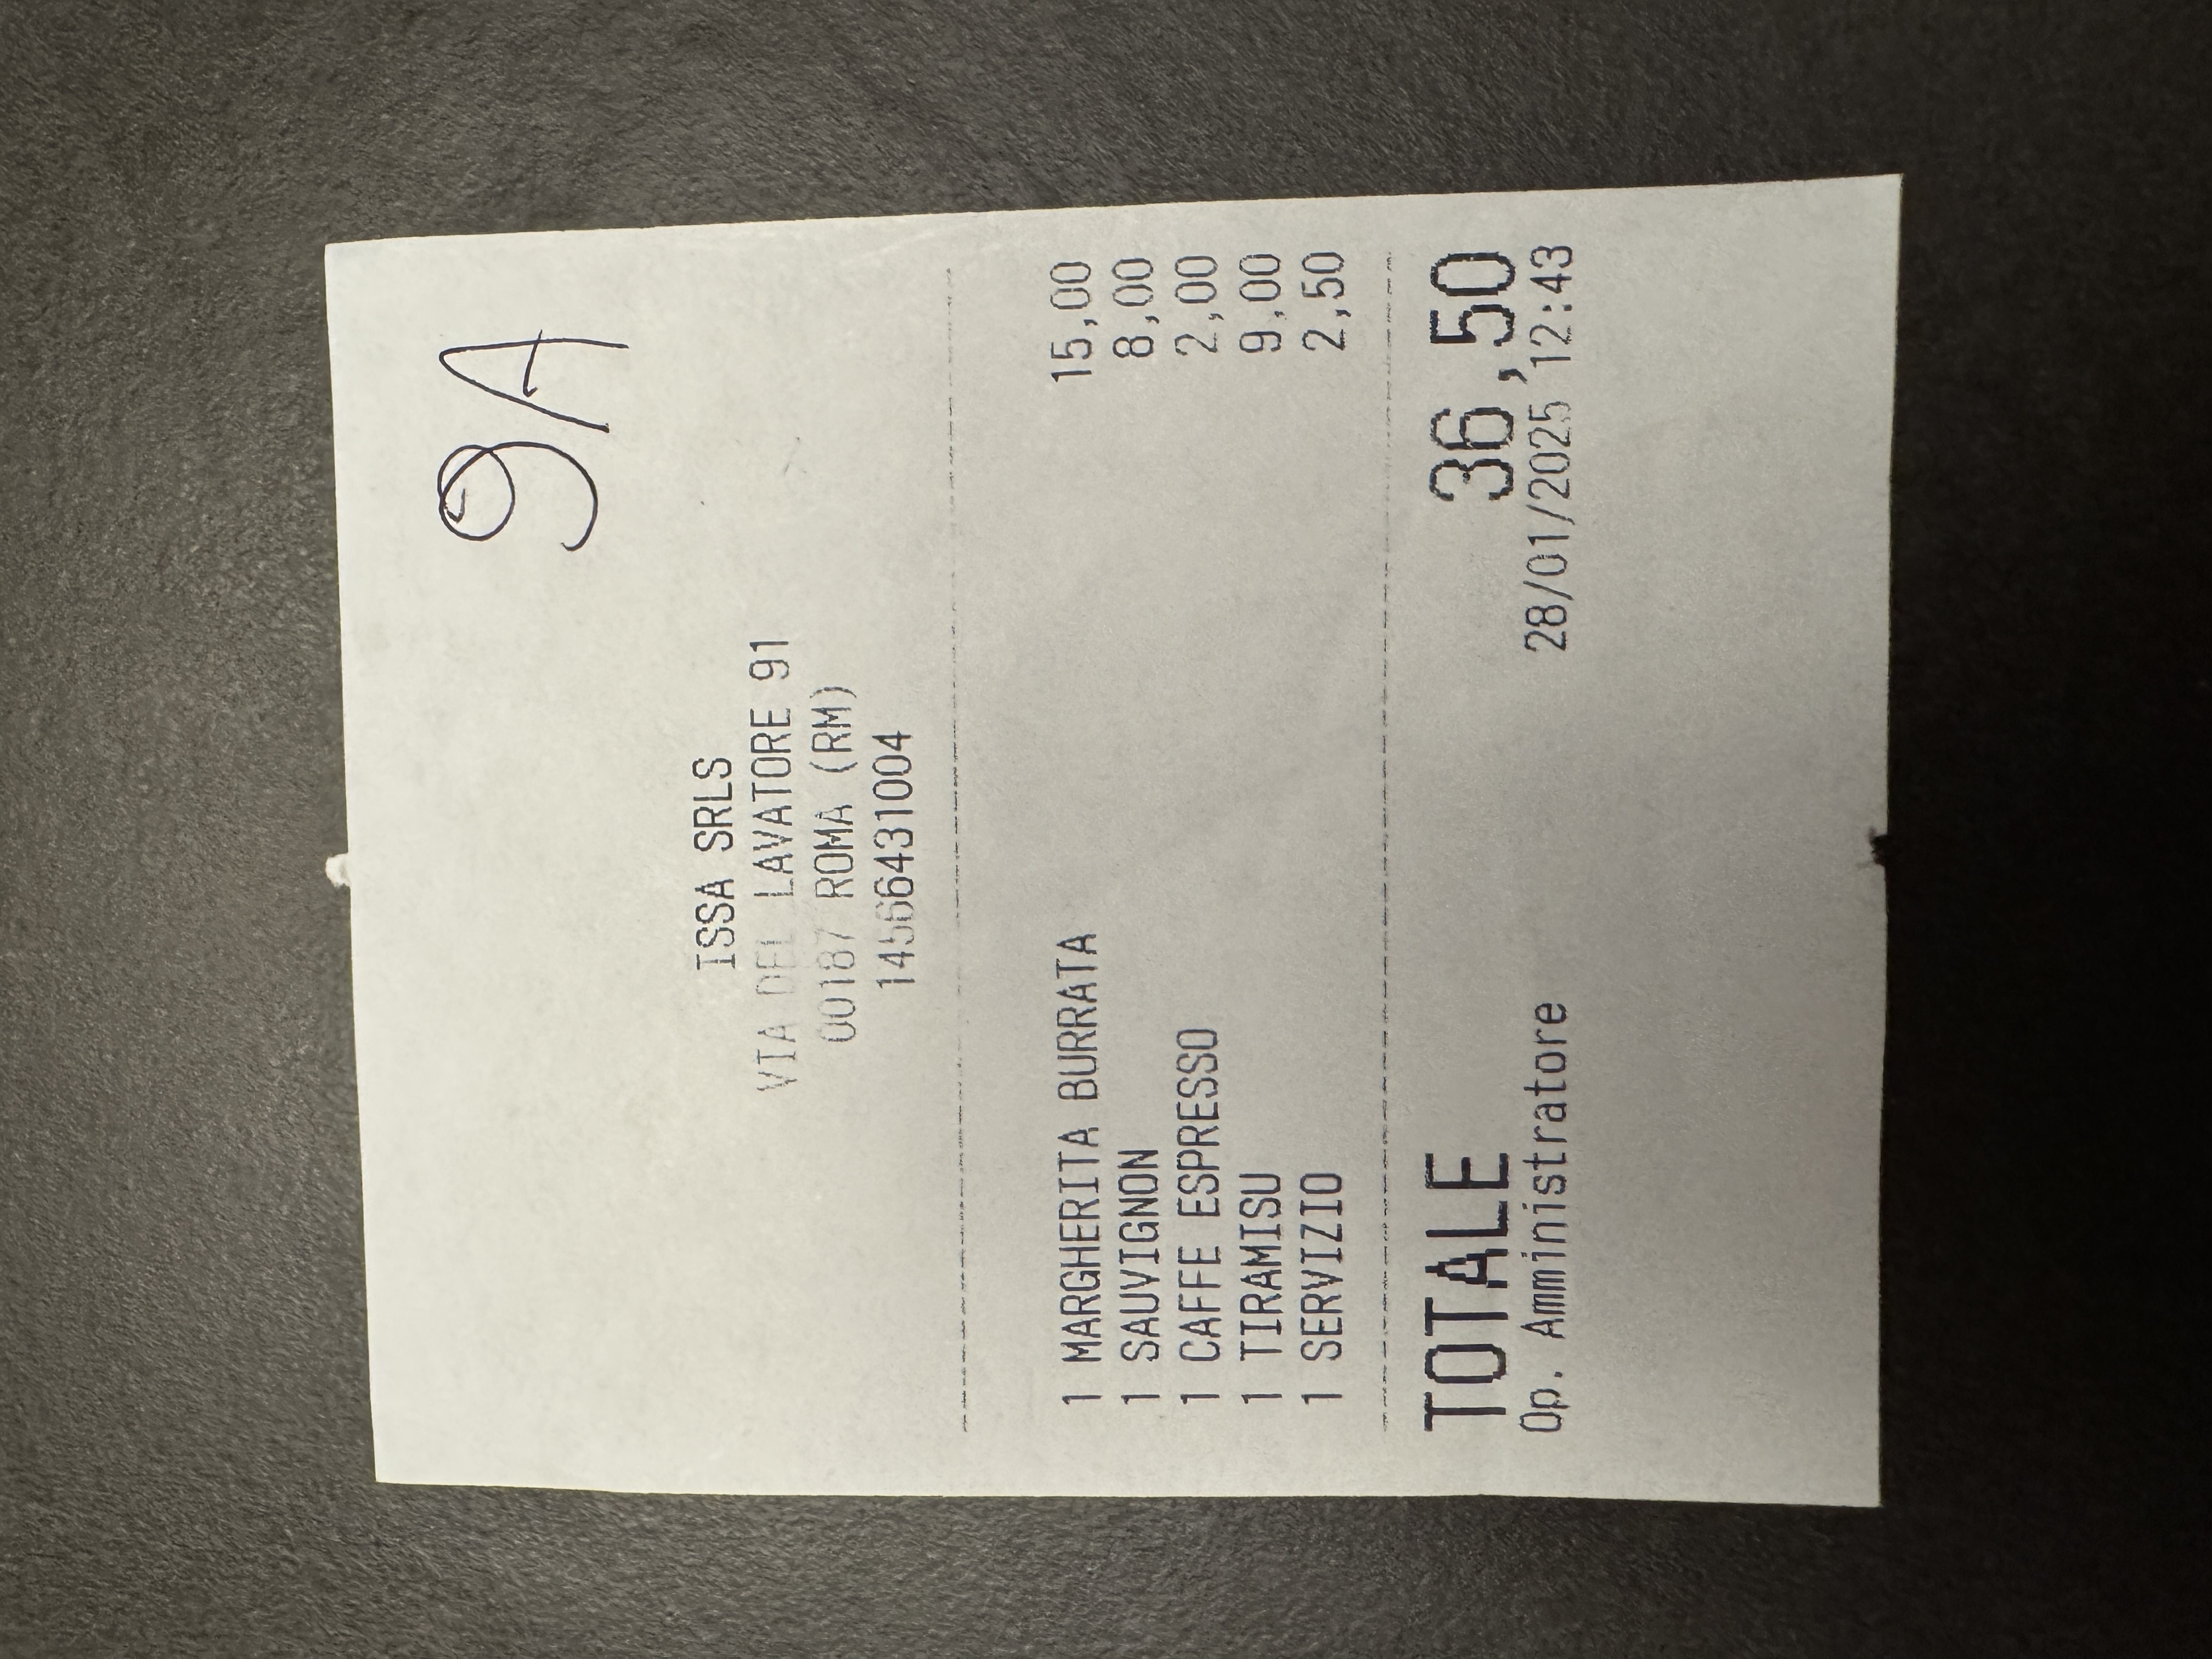 9A
ISSA SRLS
VIA DEL LAVATORE 91
00187 ROMA (RM)
14566431004
1 MARGHERITA BURRATA 15,00
1 SAUVIGNON 8,00
1 CAFFE ESPRESSO 2,00
1 TIRAMISU 9,00
1 SERVIZIO 2,50
TOTALE 36,50
Op. Amministratore 28/01/2025 12:43